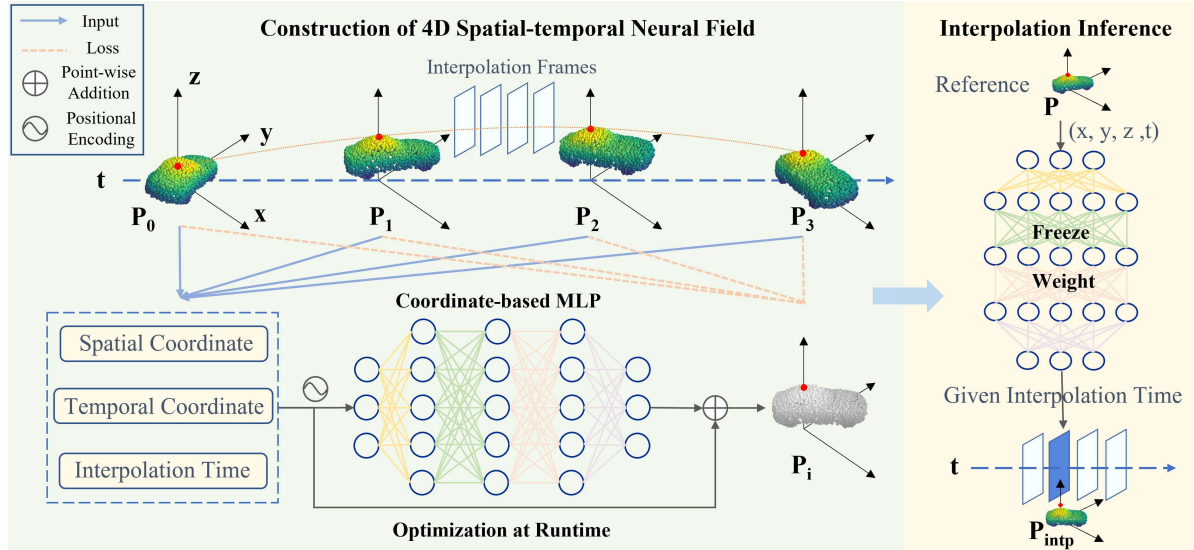 Input
Loss
Point-wise
Addition
Positional
Encoding
Construction of 4D Spatial-temporal Neural Field
Interpolation Frames
z
y
x
t
P0
P1
P2
P3
Coordinate-based MLP
Spatial Coordinate
Temporal Coordinate
Interpolation Time
Pi
Optimization at Runtime
Interpolation Inference
Reference
P
(x, y, z ,t)
Freeze
Weight
Given Interpolation Time
t
Pintp